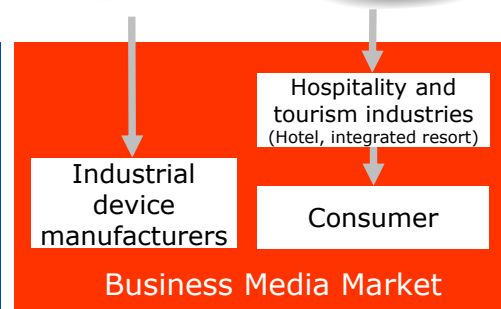 Hospitality and
tourism industries
(Hotel, integrated resort)
Industrial
device
manufacturers
Consumer
Business Media Market